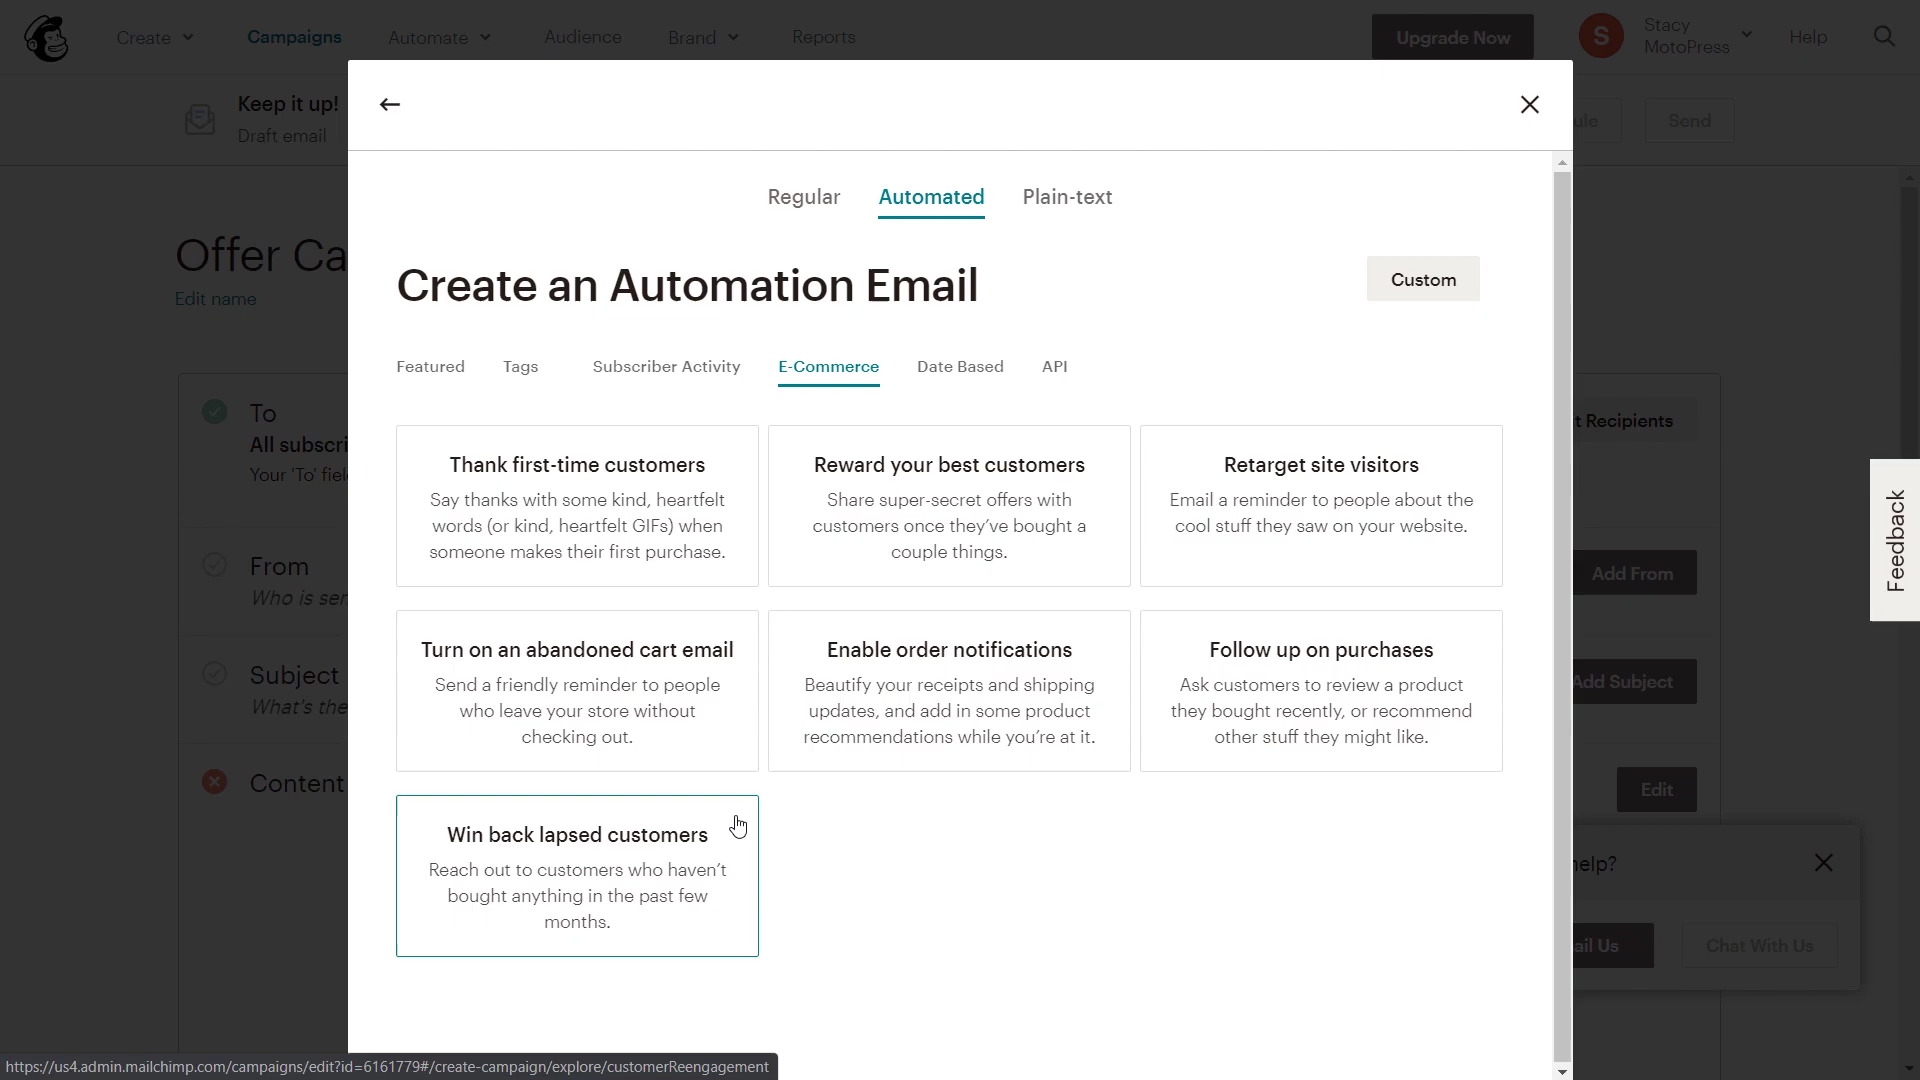 Create
Campaigns
Automate
Audience
Brand
Reports
Upgrade Now
S
Stacy
MotoPress
Help
Keep it up!
Draft email
Send
Regular
Automated
Plain-text
Offer Ca
Edit name
Create an Automation Email
Custom
Featured
Tags
Subscriber Activity
E-Commerce
Date Based
API
To
All subscri
Your 'To' fiel
t Recipients
Thank first-time customers
Say thanks with some kind, heartfelt
words (or kind, heartfelt GIFs) when
someone makes their first purchase.
Reward your best customers
Share super-secret offers with
customers once they've bought a
couple things.
Retarget site visitors
Email a reminder to people about the
cool stuff they saw on your website.
From
Who is sen
Add From
Feedback
Turn on an abandoned cart email
Send a friendly reminder to people
who leave your store without
checking out.
Enable order notifications
Beautify your receipts and shipping
updates, and add in some product
recommendations while you're at it.
Follow up on purchases
Ask customers to review a product
they bought recently, or recommend
other stuff they might like.
Subject
What's the
Add Subject
Content
Edit
Win back lapsed customers
Reach out to customers who haven't
bought anything in the past few
months.
help?
ail Us
Chat With Us
https://us4.admin.mailchimp.com/campaigns/edit?id=6161779#/create-campaign/explore/customerReengagement